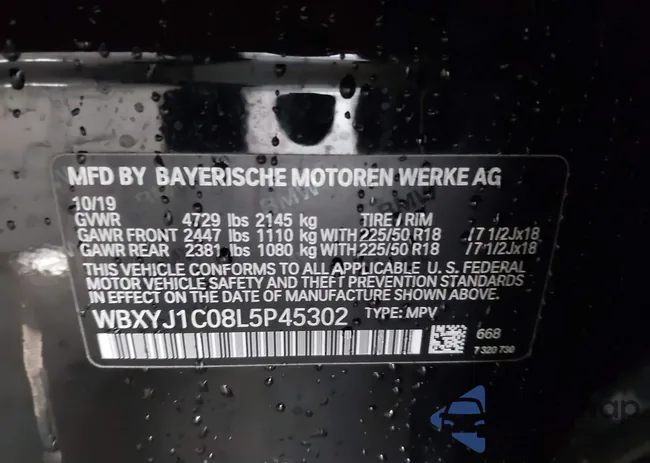 MFD BY BAYERISCHE MOTOREN WERKE AG
10/19
GVWR 4729 lbs 2145 kg TIRE / RIM
GAWR FRONT 2447 lbs 1110 kg WITH 225/50 R18 /7 1/2Jx18
GAWR REAR 2381 lbs 1080 kg WITH 225/50 R18 /7 1/2Jx18
THIS VEHICLE CONFORMS TO ALL APPLICABLE U. S. FEDERAL
MOTOR VEHICLE SAFETY AND THEFT PREVENTION STANDARDS
IN EFFECT ON THE DATE OF MANUFACTURE SHOWN ABOVE.
WBXYJ1C08L5P45302 TYPE: MPV
668
7 320 730